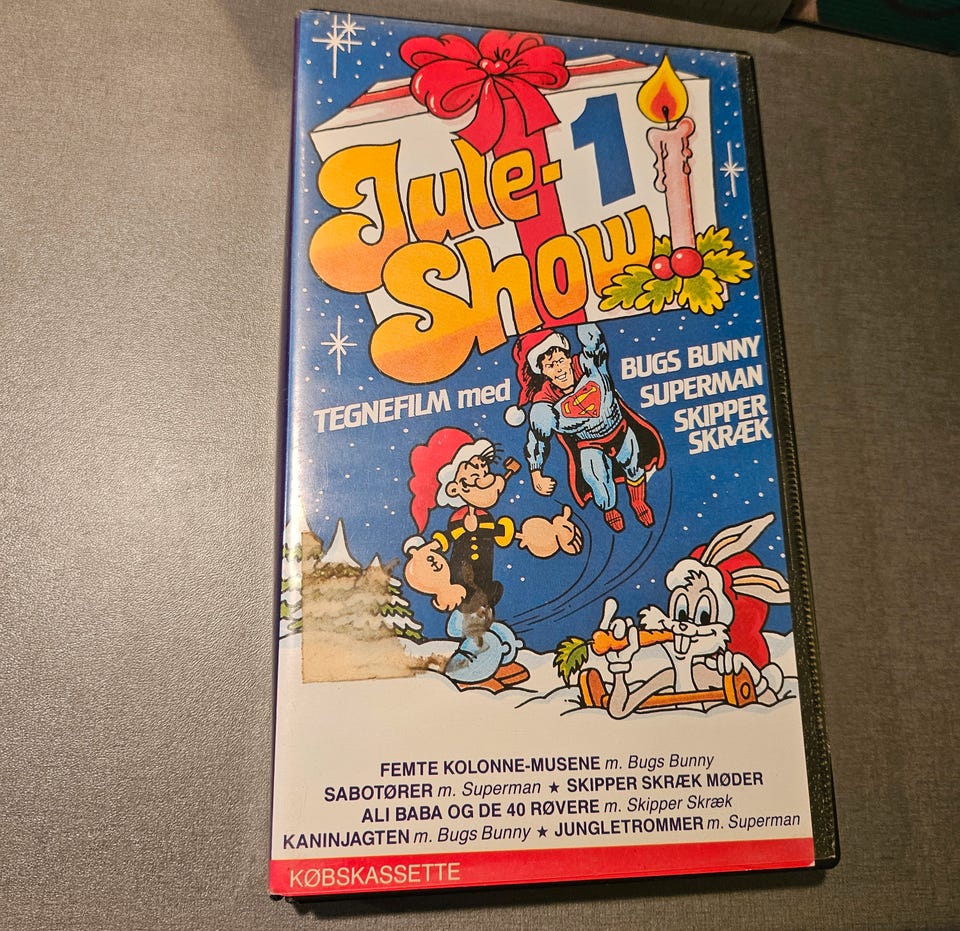 Jule-
1
Show
TEGNEFILM med
BUGS BUNNY
SUPERMAN
SKIPPER
SKRÆK
S
FEMTE KOLONNE-MUSENE m. Bugs Bunny
SABOTØRER m. Superman ★ SKIPPER SKRÆK MØDER
ALI BABA OG DE 40 RØVERE m. Skipper Skræk
KANINJAGTEN m. Bugs Bunny ★ JUNGLETROMMER m. Superman
KØBSKASSETTE